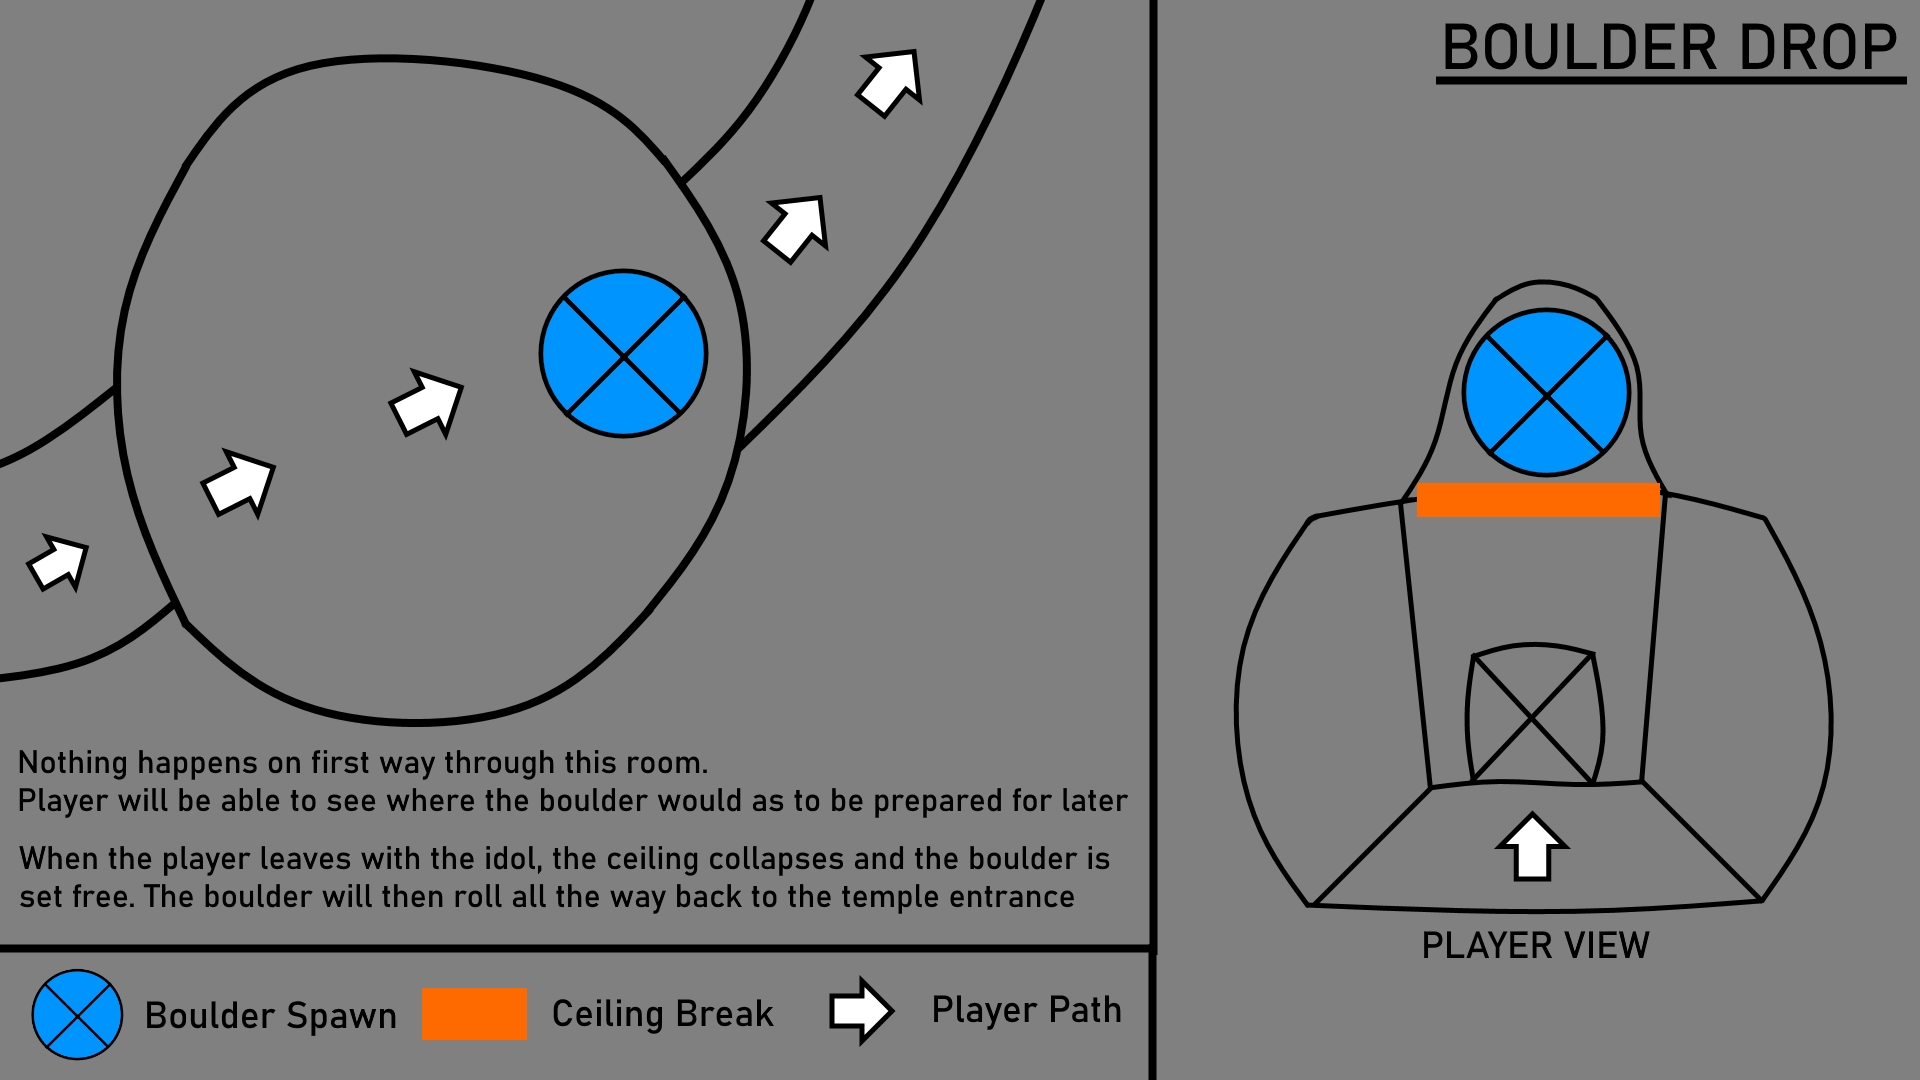 BOULDER DROP
Nothing happens on first way through this room.
Player will be able to see where the boulder would as to be prepared for later
When the player leaves with the idol, the ceiling collapses and the boulder is
set free. The boulder will then roll all the way back to the temple entrance
PLAYER VIEW
Boulder Spawn
Ceiling Break
Player Path